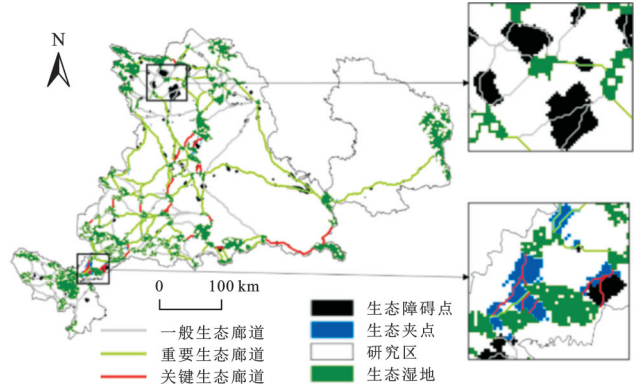 N
0 100 km
一般生态廊道
重要生态廊道
关键生态廊道
生态障碍点
生态夹点
研究区
生态湿地